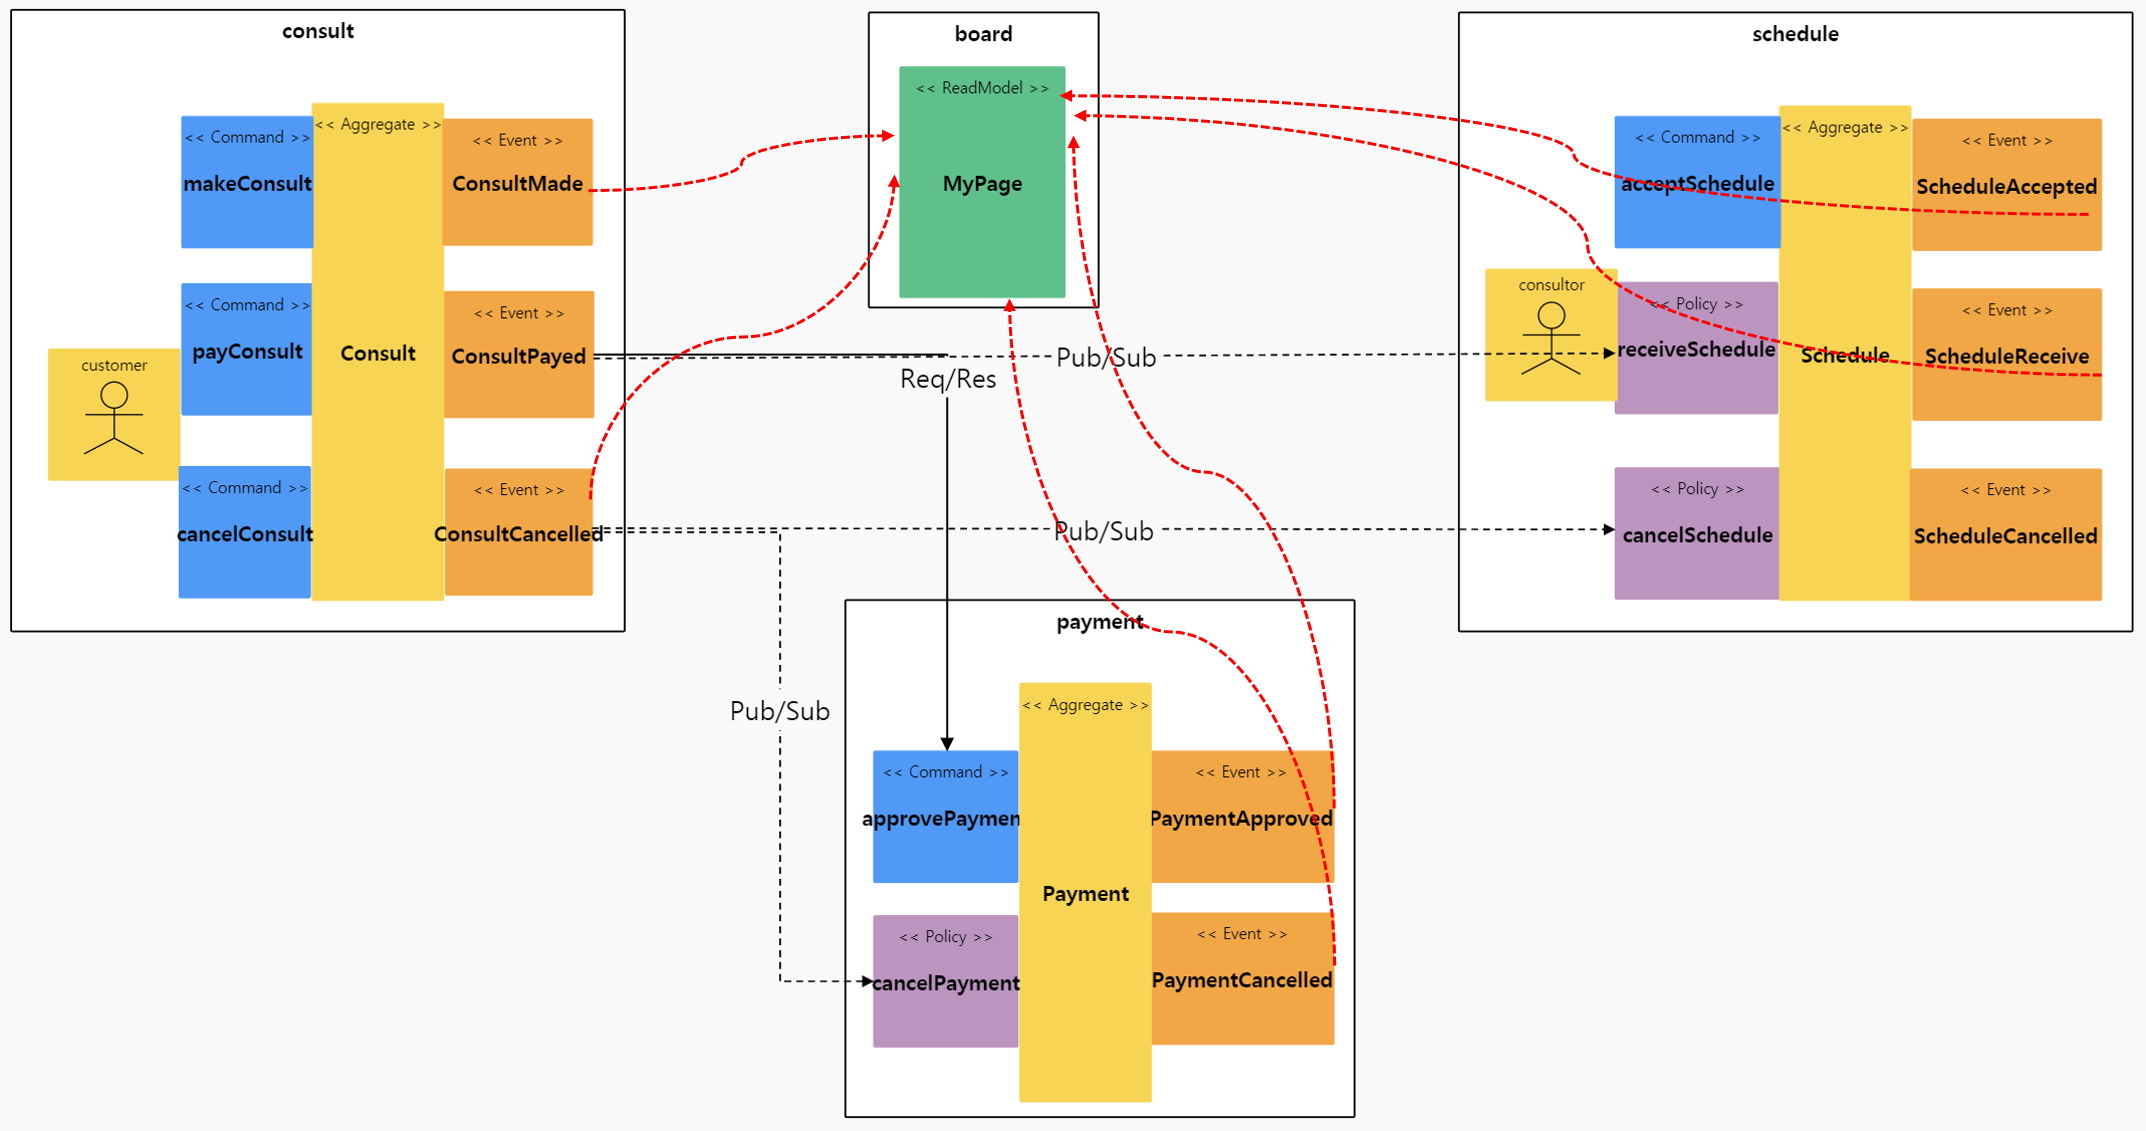 consult
<< Command >>
makeConsult
<< Aggregate >>
Consult
<< Event >>
ConsultMade
<< Command >>
payConsult
<< Event >>
ConsultPayed
customer
<< Command >>
cancelConsult
<< Event >>
ConsultCancelled
board
<< ReadModel >>
MyPage
schedule
<< Command >>
acceptSchedule
<< Aggregate >>
Schedule
<< Event >>
ScheduleAccepted
consultor
<< Policy >>
receiveSchedule
<< Event >>
ScheduleReceive
<< Policy >>
cancelSchedule
<< Event >>
ScheduleCancelled
Pub/Sub
Req/Res
Pub/Sub
Pub/Sub
payment
<< Command >>
approvePaymen
<< Aggregate >>
Payment
<< Event >>
PaymentApproved
<< Policy >>
cancelPayment
<< Event >>
PaymentCancelled